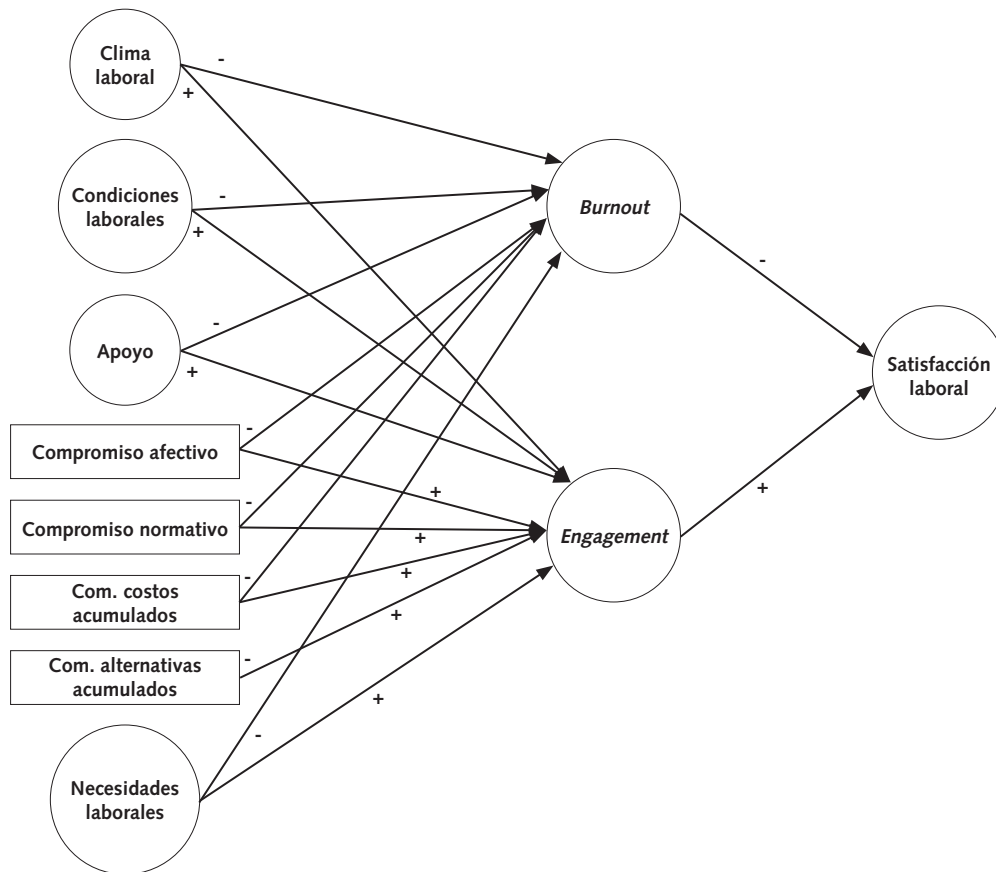 Clima
laboral
-
+
Condiciones
laborales
-
+
Burnout
-
Apoyo
-
+
Satisfacción
laboral
Compromiso afectivo
-
+
+
Compromiso normativo
-
+
Engagement
Com. costos
acumulados
-
+
Com. alternativas
acumulados
-
+
+
-
Necesidades
laborales